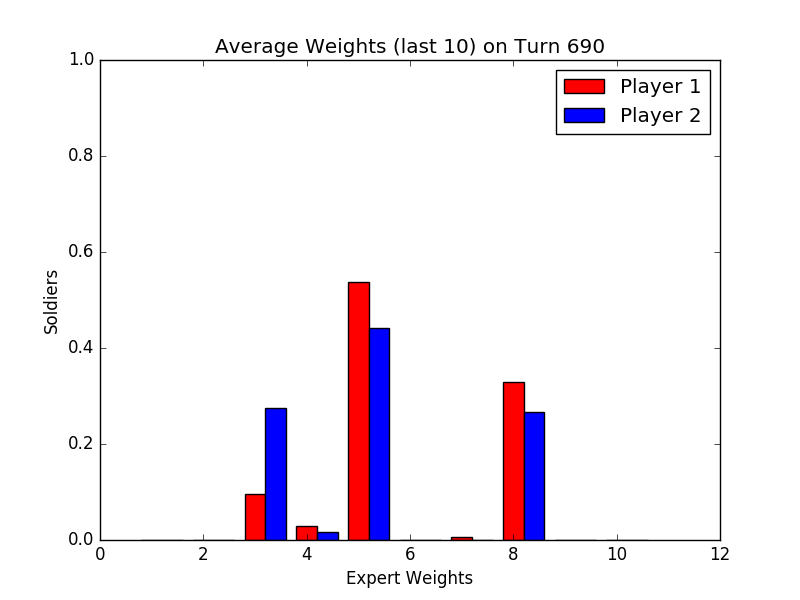 Average Weights (last 10) on Turn 690
1.0
0.8
0.6
0.4
0.2
0.0
Soldiers
Player 1
Player 2
0 2 4 6 8 10 12
Expert Weights